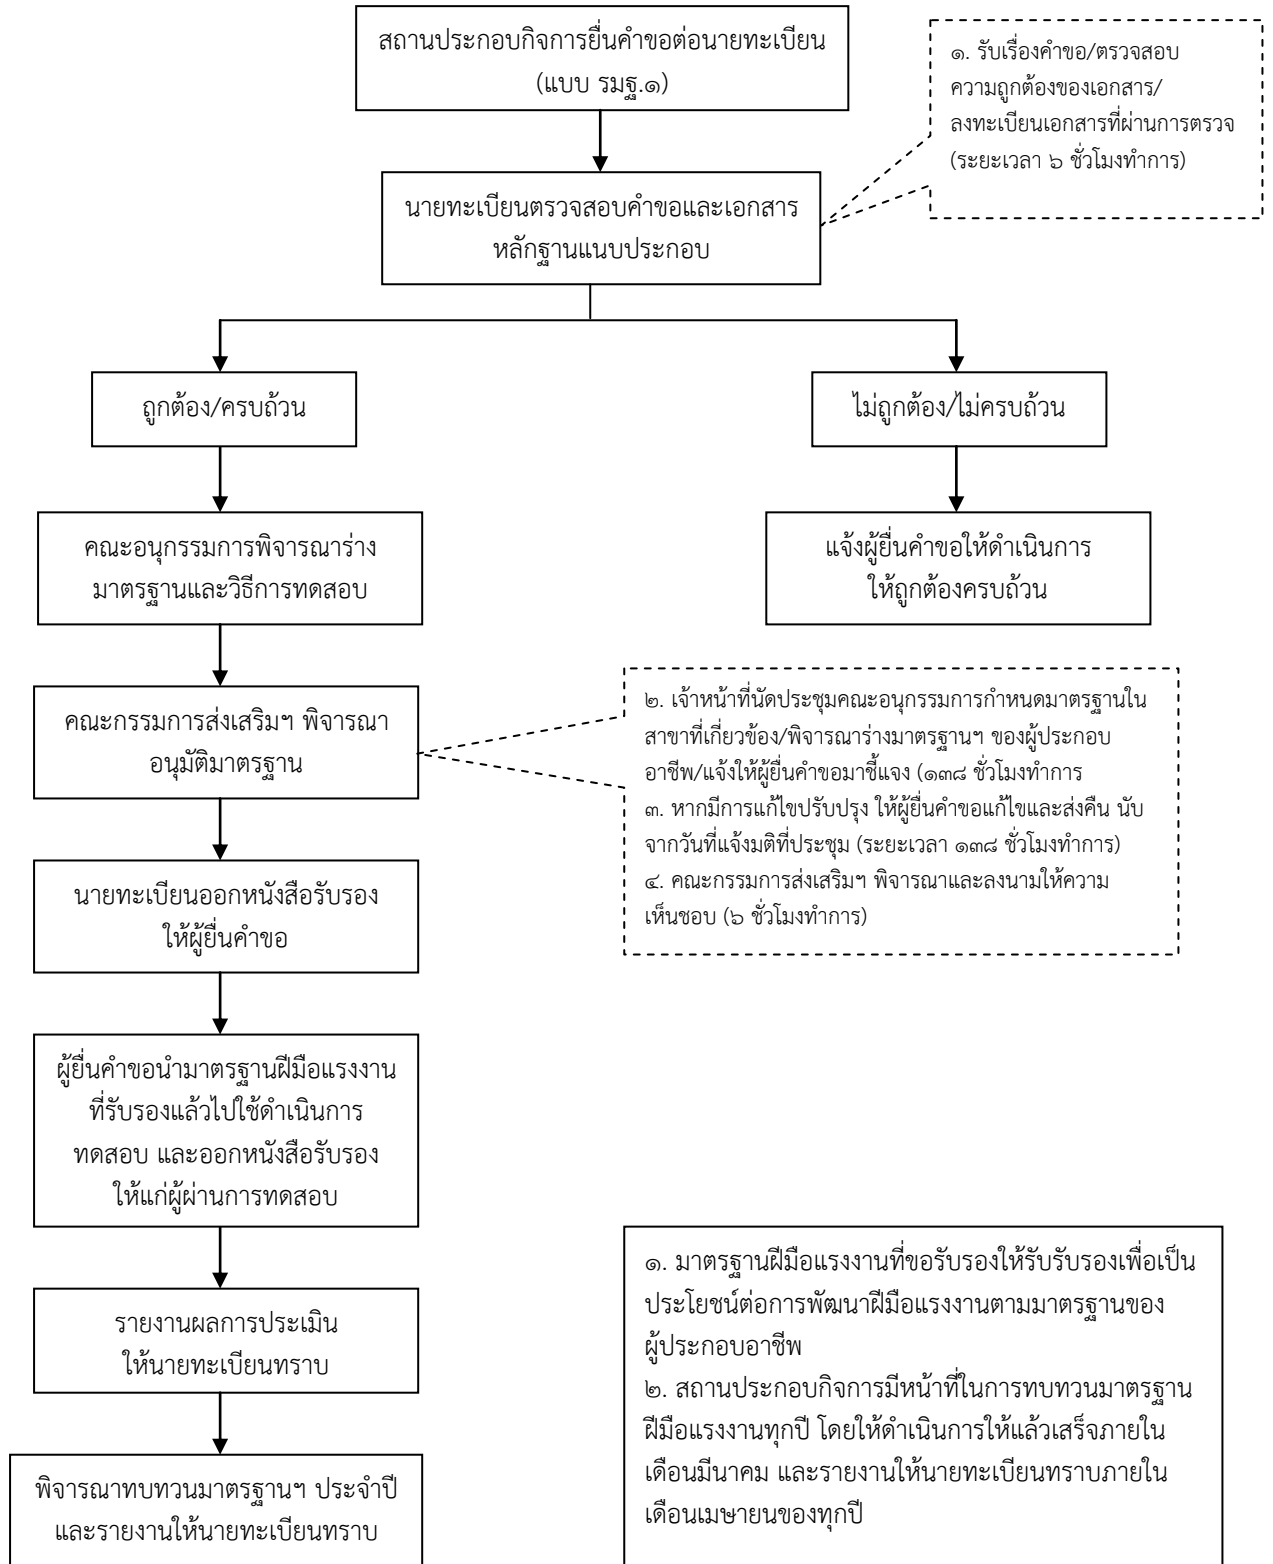 สถานประกอบกิจการยื่นคำขอต่อนายทะเบียน
(แบบ รมฐ.๑)
๑. รับเรื่องคำขอ/ตรวจสอบ
ความถูกต้องของเอกสาร/
ลงทะเบียนเอกสารที่ผ่านการตรวจ
(ระยะเวลา ๖ ชั่วโมงทำการ)
นายทะเบียนตรวจสอบคำขอและเอกสาร
หลักฐานแนบประกอบ
ถูกต้อง/ครบถ้วน
ไม่ถูกต้อง/ไม่ครบถ้วน
คณะอนุกรรมการพิจารณาร่าง
มาตรฐานและวิธีการทดสอบ
แจ้งผู้ยื่นคำขอให้ดำเนินการ
ให้ถูกต้องครบถ้วน
คณะกรรมการส่งเสริมฯ พิจารณา
อนุมัติมาตรฐาน
๒. เจ้าหน้าที่นัดประชุมคณะอนุกรรมการกำหนดมาตรฐานใน
สาขาที่เกี่ยวข้อง/พิจารณาร่างมาตรฐานฯ ของผู้ประกอบ
อาชีพ/แจ้งให้ผู้ยื่นคำขอมาชี้แจง (๑๓๘ ชั่วโมงทำการ
๓. หากมีการแก้ไขปรับปรุง ให้ผู้ยื่นคำขอแก้ไขและส่งคืน นับ
จากวันที่แจ้งมติที่ประชุม (ระยะเวลา ๑๓๘ ชั่วโมงทำการ)
๔. คณะกรรมการส่งเสริมฯ พิจารณาและลงนามให้ความ
เห็นชอบ (๖ ชั่วโมงทำการ)
นายทะเบียนออกหนังสือรับรอง
ให้ผู้ยื่นคำขอ
ผู้ยื่นคำขอนำมาตรฐานฝีมือแรงงาน
ที่รับรองแล้วไปใช้ดำเนินการ
ทดสอบ และออกหนังสือรับรอง
ให้แก่ผู้ผ่านการทดสอบ
รายงานผลการประเมิน
ให้นายทะเบียนทราบ
พิจารณาทบทวนมาตรฐานฯ ประจำปี
และรายงานให้นายทะเบียนทราบ
๑. มาตรฐานฝีมือแรงงานที่ขอรับรองให้รับรับรองเพื่อเป็น
ประโยชน์ต่อการพัฒนาฝีมือแรงงานตามมาตรฐานของ
ผู้ประกอบอาชีพ
๒. สถานประกอบกิจการมีหน้าที่ในการทบทวนมาตรฐาน
ฝีมือแรงงานทุกปี โดยให้ดำเนินการให้แล้วเสร็จภายใน
เดือนมีนาคม และรายงานให้นายทะเบียนทราบภายใน
เดือนเมษายนของทุกปี